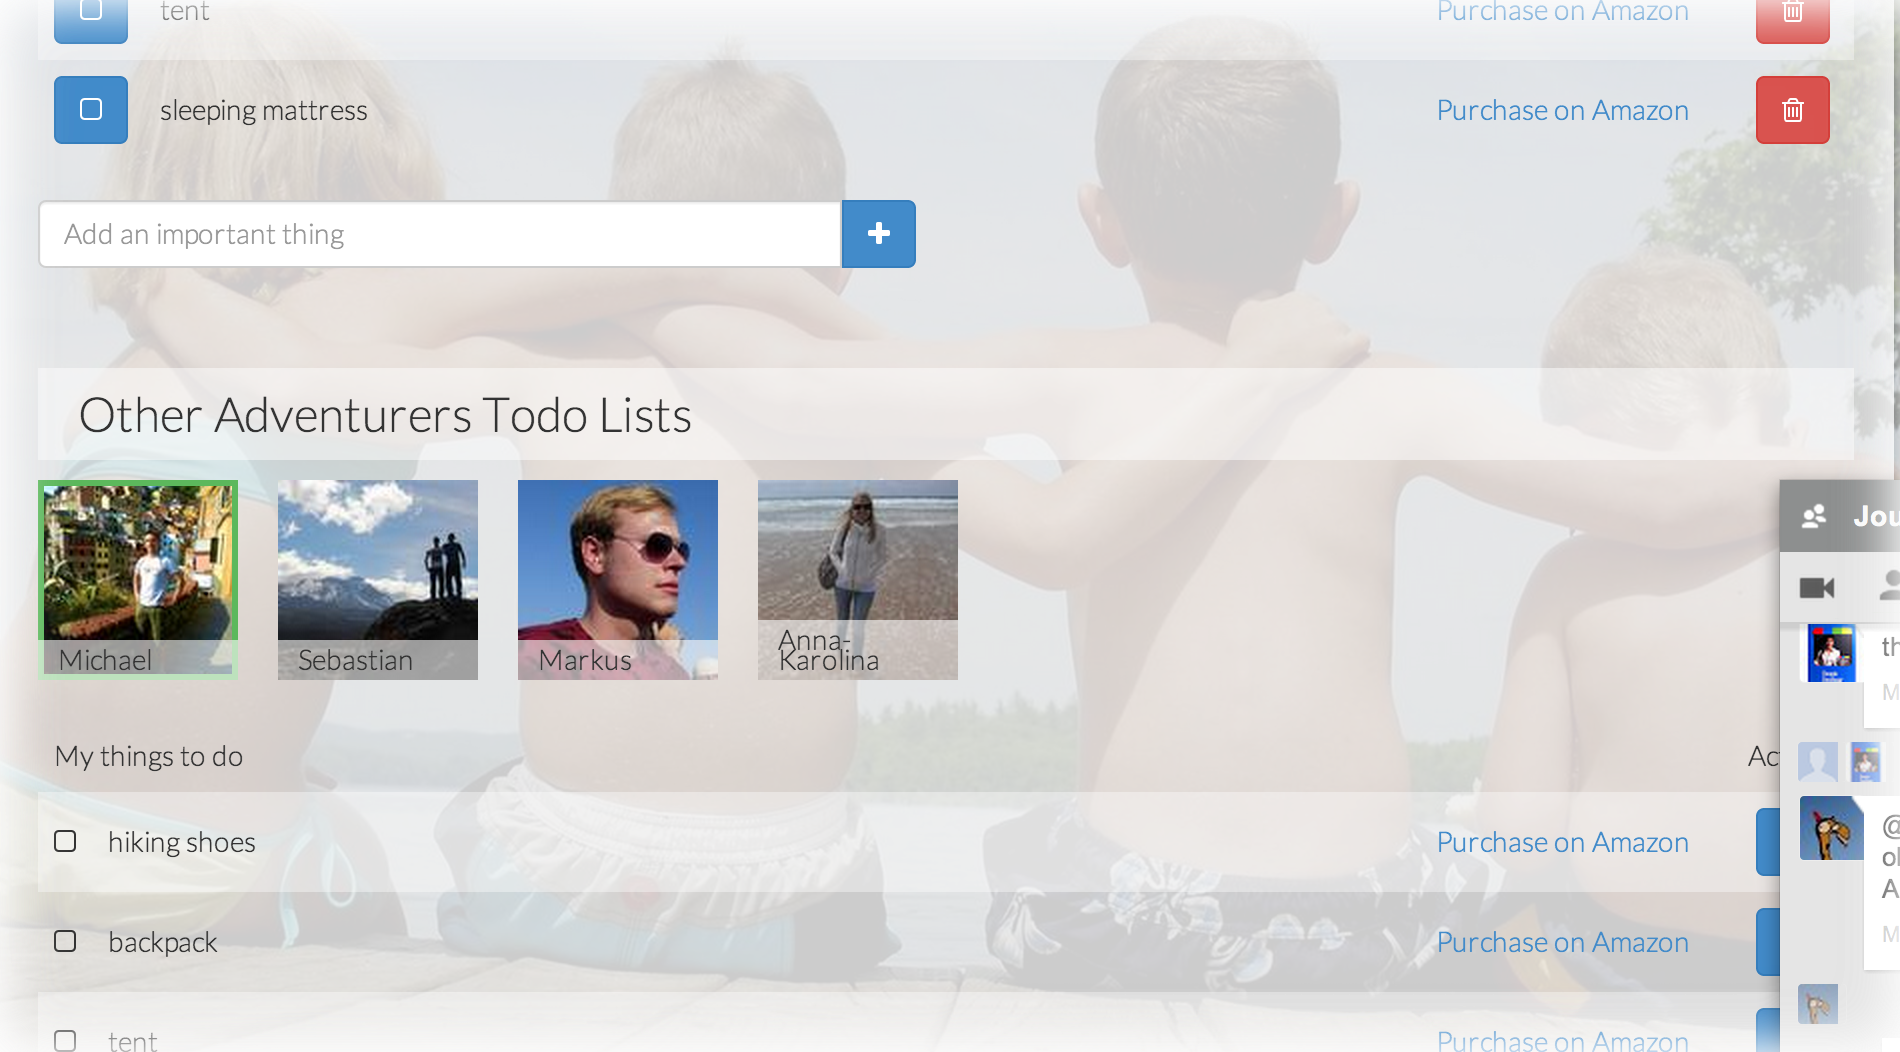 tent Purchase on Amazon
sleeping mattress Purchase on Amazon
Add an important thing
Other Adventurers Todo Lists
Jou
Michael Sebastian Markus Anna-
Karolina
th
M
My things to do Act
hiking shoes Purchase on Amazon
@
ol
A
backpack Purchase on Amazon
M
tent Purchase on Amazon